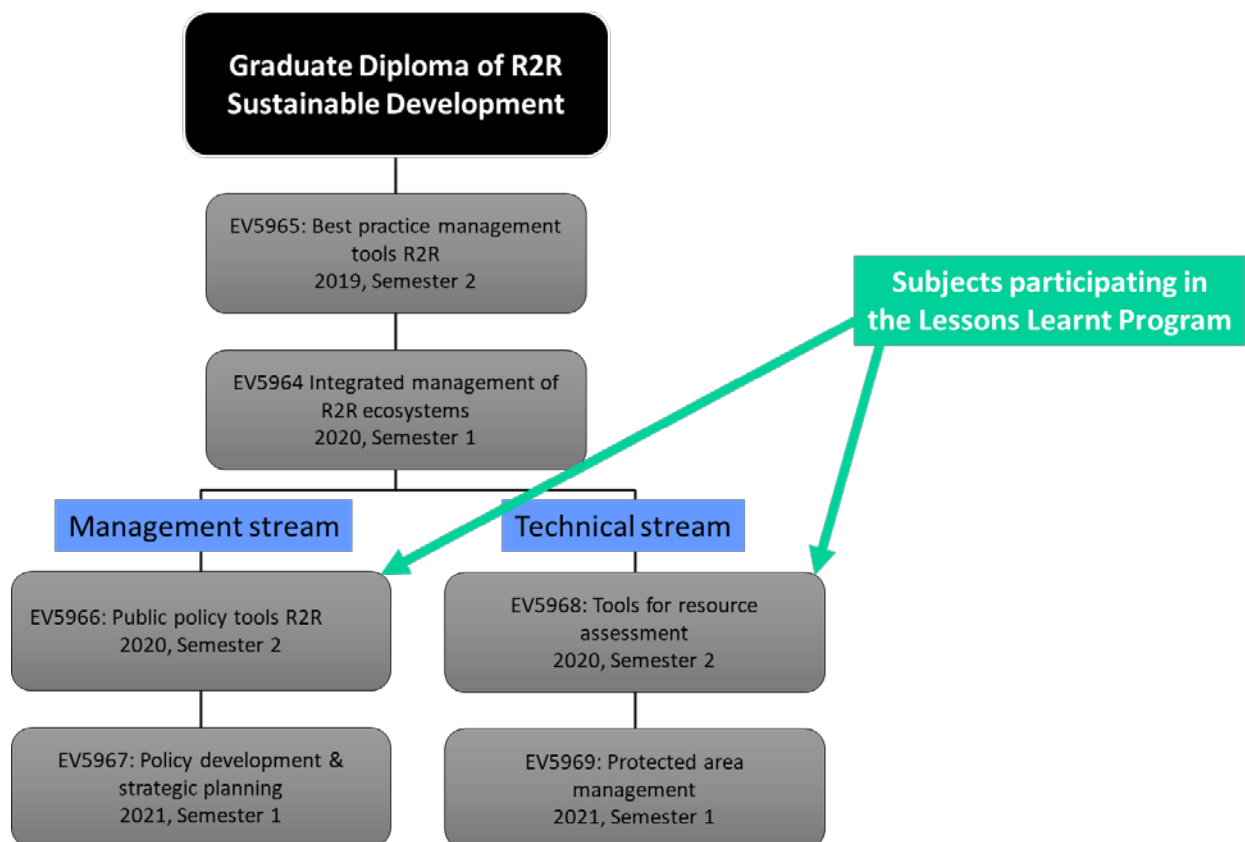 Graduate Diploma of R2R
Sustainable Development
EV5965: Best practice management
tools R2R
2019, Semester 2
Subjects participating in
the Lessons Learnt Program
EV5964 Integrated management of
R2R ecosystems
2020, Semester 1
Management stream
Technical stream
EV5966: Public policy tools R2R
2020, Semester 2
EV5968: Tools for resource
assessment
2020, Semester 2
EV5967: Policy development &
strategic planning
2021, Semester 1
EV5969: Protected area
management
2021, Semester 1